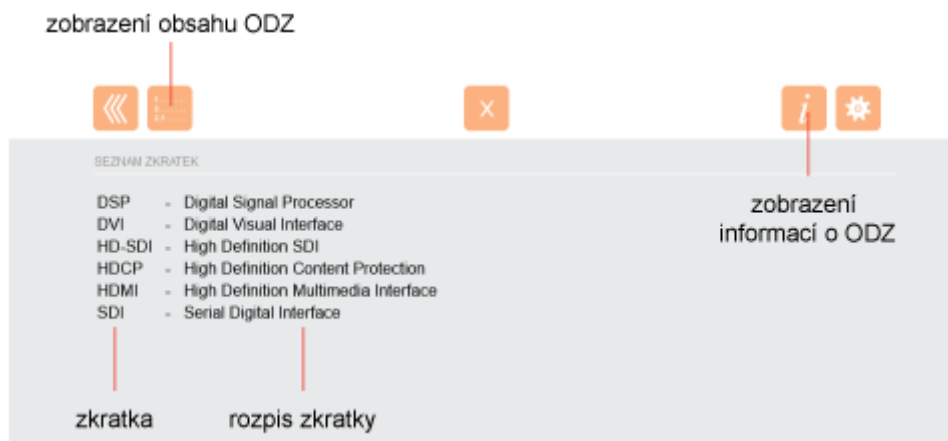 zobrazení obsahu ODZ
X
i
SEZNAM ZKRATEK
DSP - Digital Signal Processor
DVI - Digital Visual Interface
HD-SDI - High Definition SDI
HDCP - High Definition Content Protection
HDMI - High Definition Multimedia Interface
SDI - Serial Digital Interface
zobrazení
informací o ODZ
zkratka
rozpis zkratky